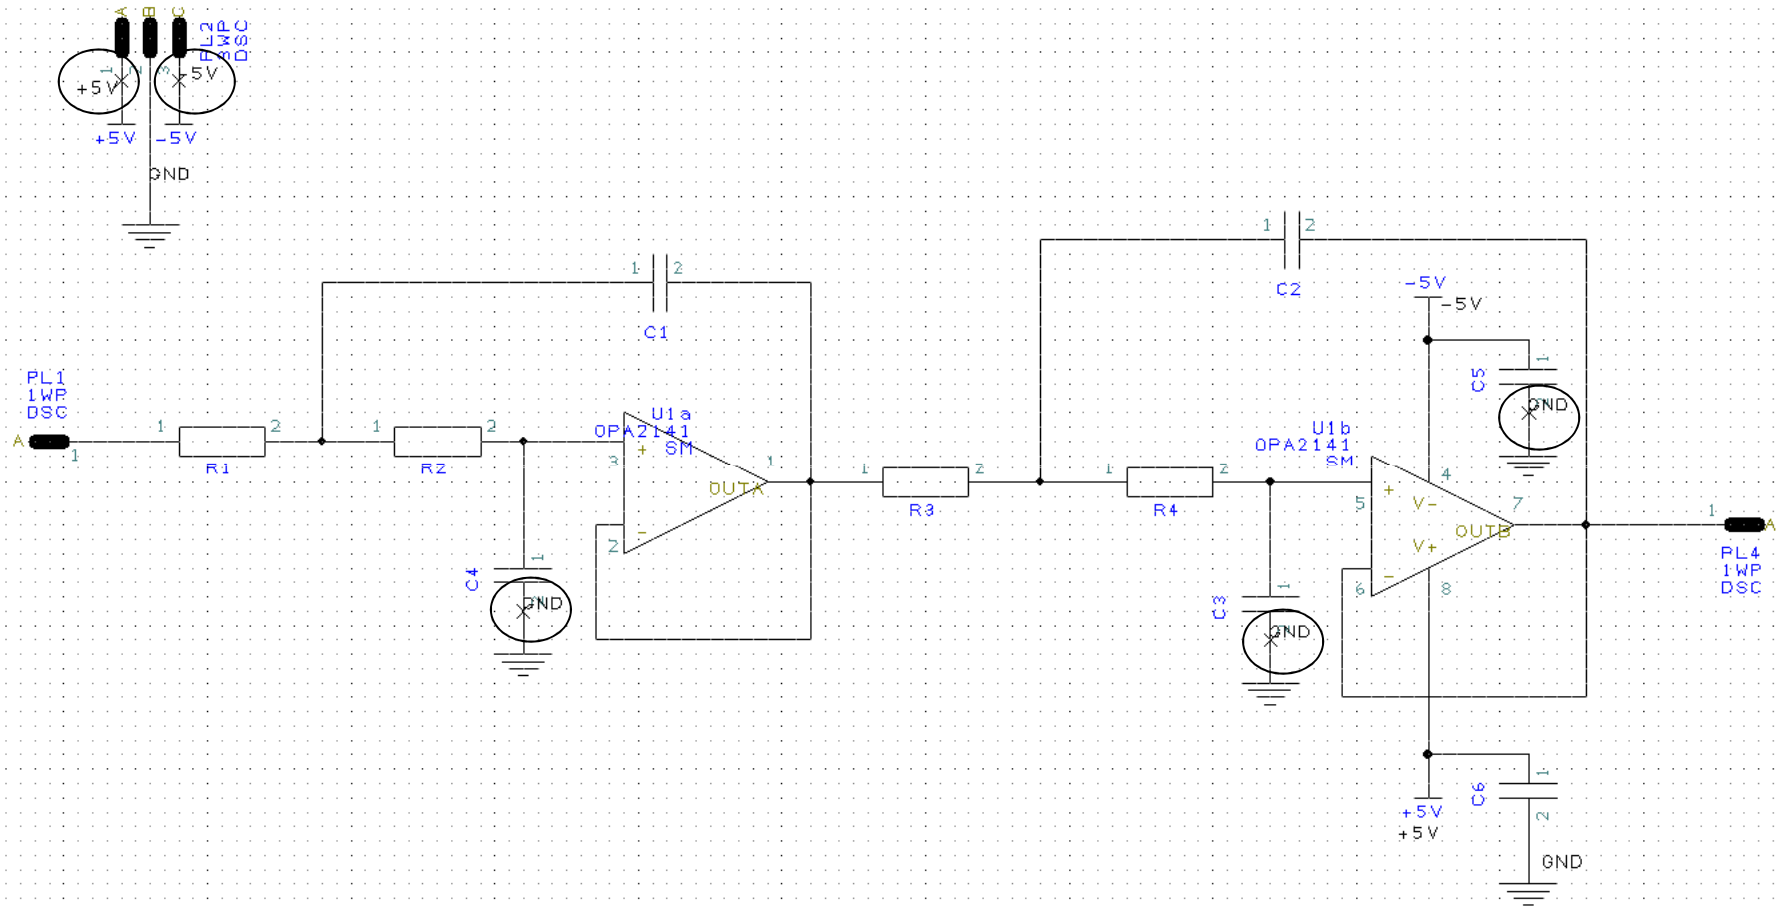 A B C
PL2
3WP
DSC
1 2 3
+5V
-5V
+5V
-5V
GND
PL1
1WP
DSC
A
1
1
2
R1
1
2
R2
1
2
C1
U1a
OPA2141
SM
+
3
1
OUTA
-
2
C4
1
GND
1
2
R3
1
2
C2
1
2
R4
U1b
OPA2141
SM
+
5
V-
4
7
OUTB
V+
-
6
8
-5V
-5V
C5
1
GND
C3
1
GND
1
A
PL4
1WP
DSC
+5V
+5V
C6
1
2
GND